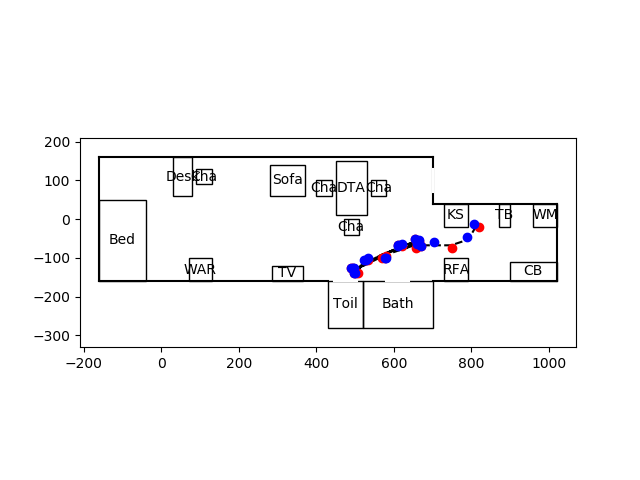 200
100
0
−100
−200
−300
−200
0
200
400
600
800
1000
Bed
Desk
Cha
WAR
Sofa
TV
Cha
DTA
Cha
Cha
Toil
Bath
KS
TB
WM
RFA
CB